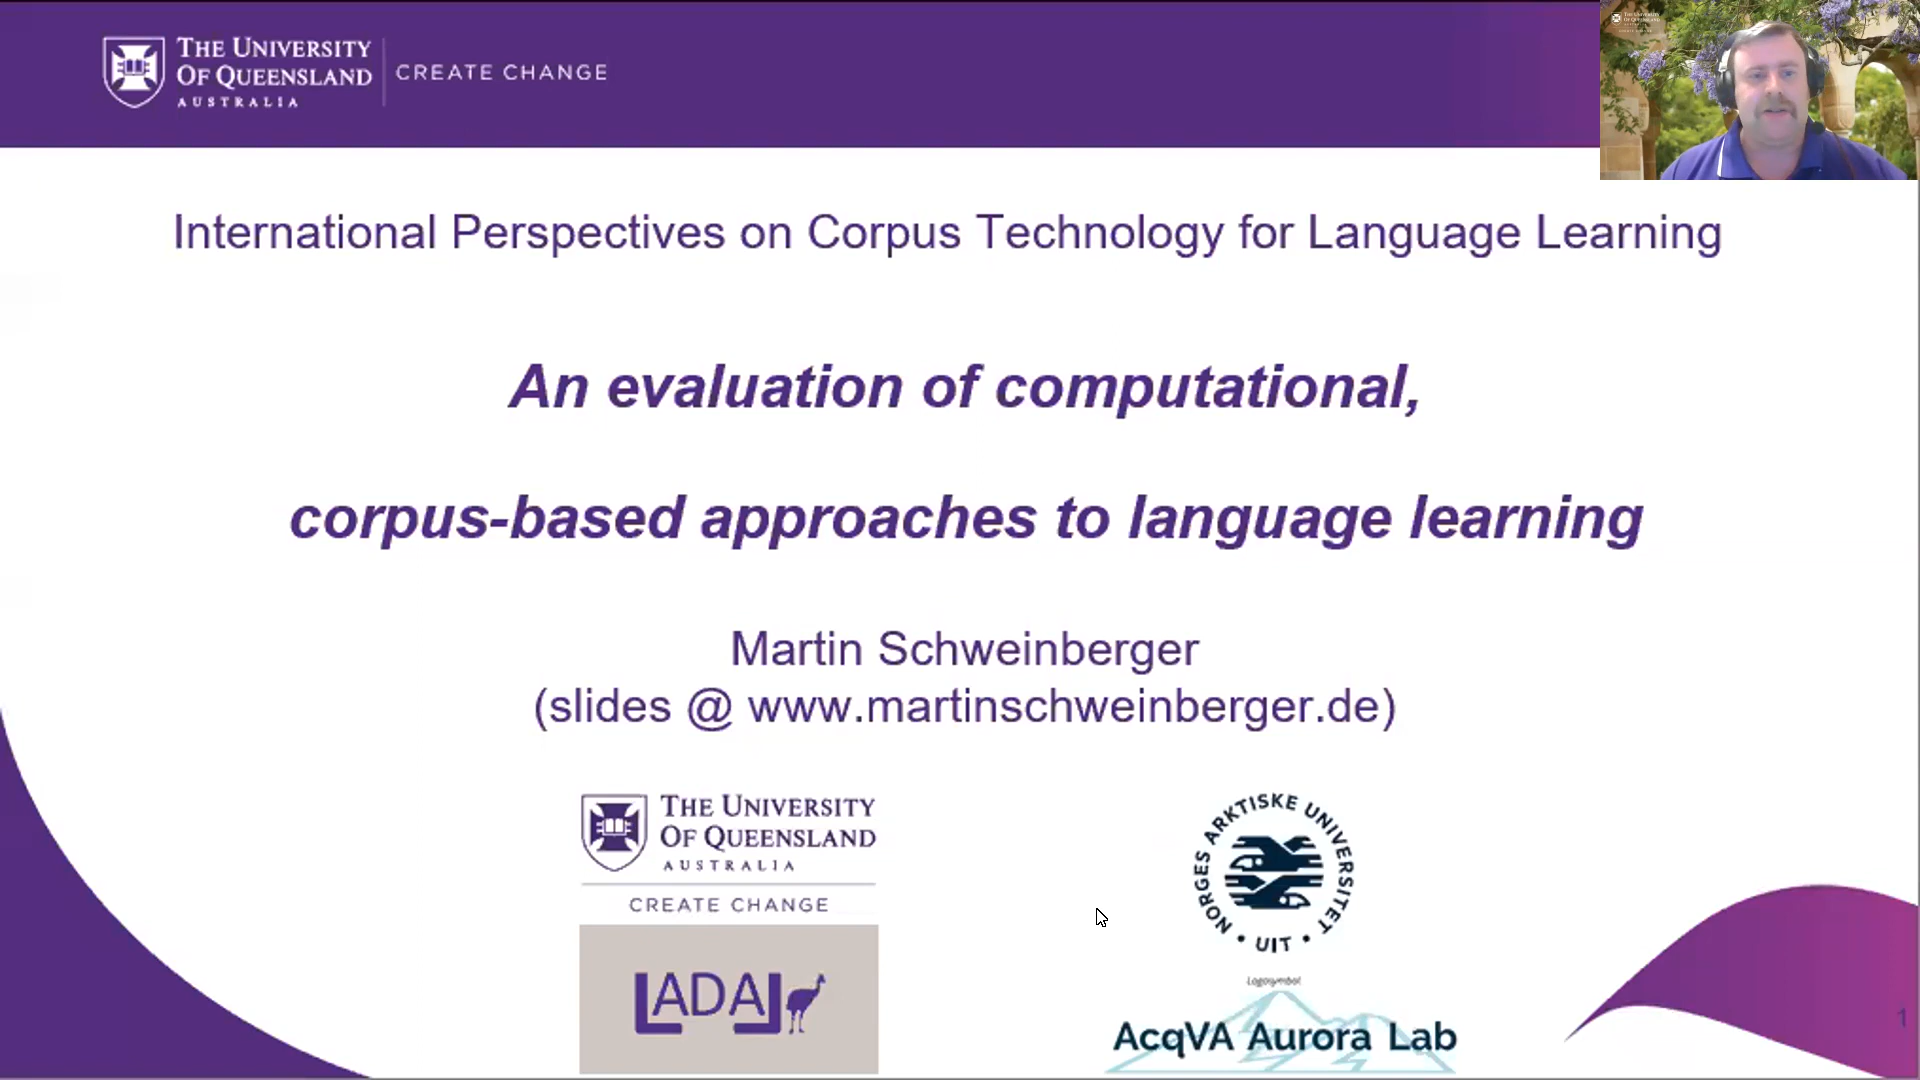 THE UNIVERSITY
OF QUEENSLAND
AUSTRALIA
CREATE CHANGE
International Perspectives on Corpus Technology for Language Learning
An evaluation of computational,
corpus-based approaches to language learning
Martin Schweinberger
(slides @ www.martinschweinberger.de)
THE UNIVERSITY
OF QUEENSLAND
AUSTRALIA
CREATE CHANGE
LADAL
NORGES ARKTISKE UNIVERSITET
• UIT •
Logosymbol
AcqVA Aurora Lab
1